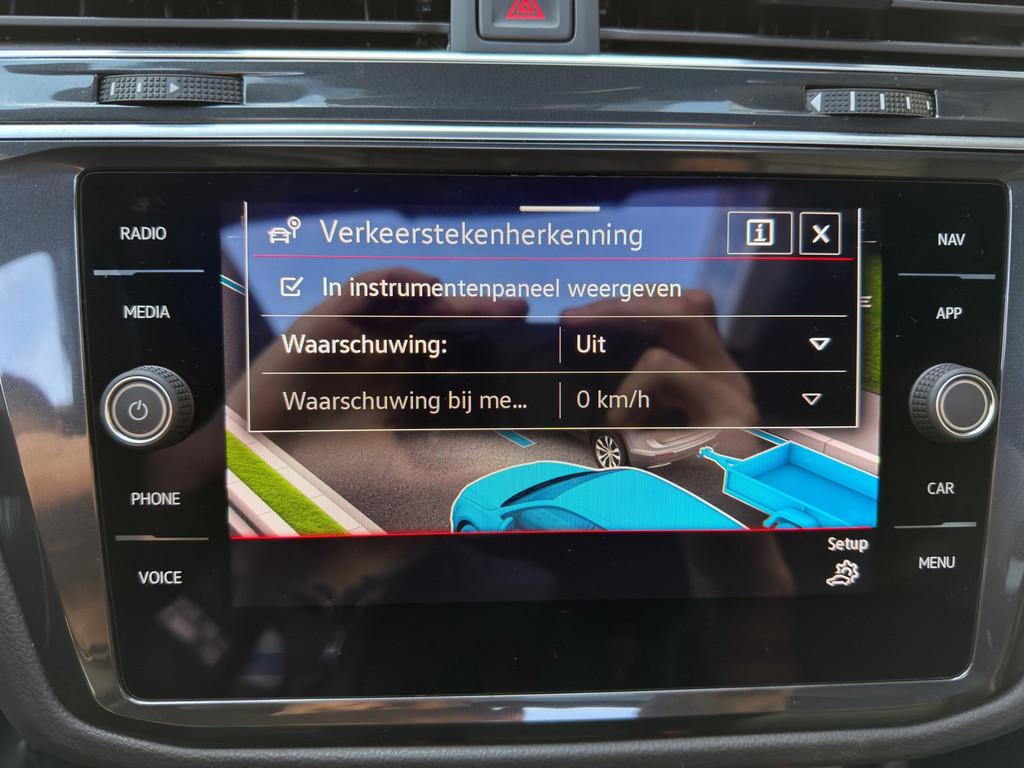 RADIO
MEDIA
PHONE
VOICE
Verkeerstekenherkenning
i
X
In instrumentenpaneel weergeven
Waarschuwing:
Uit
Waarschuwing bij me...
0 km/h
Setup
NAV
APP
CAR
MENU